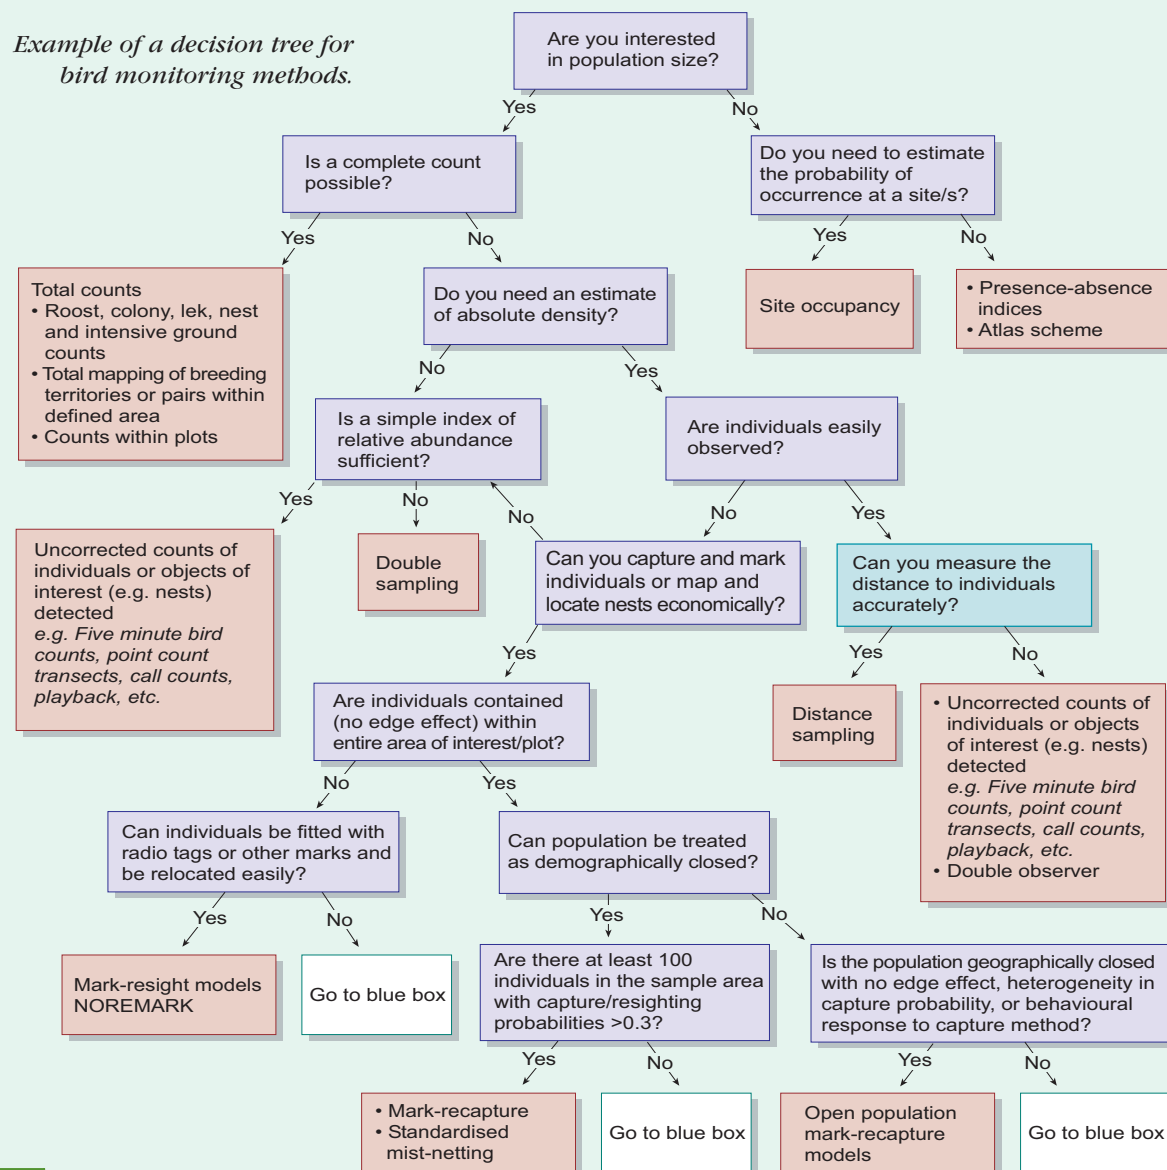 Example of a decision tree for
bird monitoring methods.
Are you interested
in population size?
Yes
No
Is a complete count
possible?
Do you need to estimate
the probability of
occurrence at a site/s?
Yes
No
Yes
No
Total counts
• Roost, colony, lek, nest
and intensive ground
counts
• Total mapping of breeding
territories or pairs within
defined area
• Counts within plots
Do you need an estimate
of absolute density?
Site occupancy
• Presence-absence
indices
• Atlas scheme
No
Yes
Is a simple index of
relative abundance
sufficient?
Are individuals easily
observed?
Yes
No
No
No
Yes
Uncorrected counts of
individuals or objects of
interest (e.g. nests)
detected
e.g. Five minute bird
counts, point count
transects, call counts,
playback, etc.
Double
sampling
Can you capture and mark
individuals or map and
locate nests economically?
Can you measure the
distance to individuals
accurately?
Yes
Yes
No
Are individuals contained
(no edge effect) within
entire area of interest/plot?
Distance
sampling
• Uncorrected counts of
individuals or objects
of interest (e.g. nests)
detected
e.g. Five minute bird
counts, point count
transects, call counts,
playback, etc.
• Double observer
No
Yes
Can individuals be fitted with
radio tags or other marks and
be relocated easily?
Can population be treated
as demographically closed?
Yes
No
Yes
No
Mark-resight models
NOREMARK
Go to blue box
Are there at least 100
individuals in the sample area
with capture/resighting
probabilities >0.3?
Is the population geographically closed
with no edge effect, heterogeneity in
capture probability, or behavioural
response to capture method?
Yes
No
Yes
No
• Mark-recapture
• Standardised
mist-netting
Go to blue box
Open population
mark-recapture
models
Go to blue box